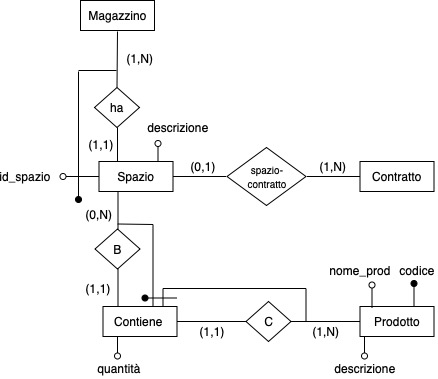 Magazzino
(1,N)
ha
(1,1)
descrizione
id_spazio
Spazio
(0,1)
spazio-
contratto
(1,N)
Contratto
(0,N)
B
(1,1)
nome_prod
codice
Contiene
(1,1)
C
(1,N)
Prodotto
quantità
descrizione